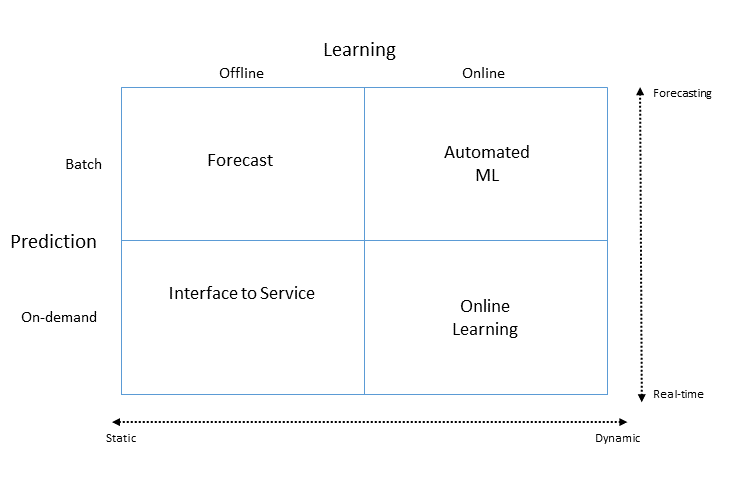 Learning
Offline
Online
Forecasting
Batch
Forecast
Automated
ML
Prediction
Interface to Service
On-demand
Online
Learning
Real-time
Static
Dynamic